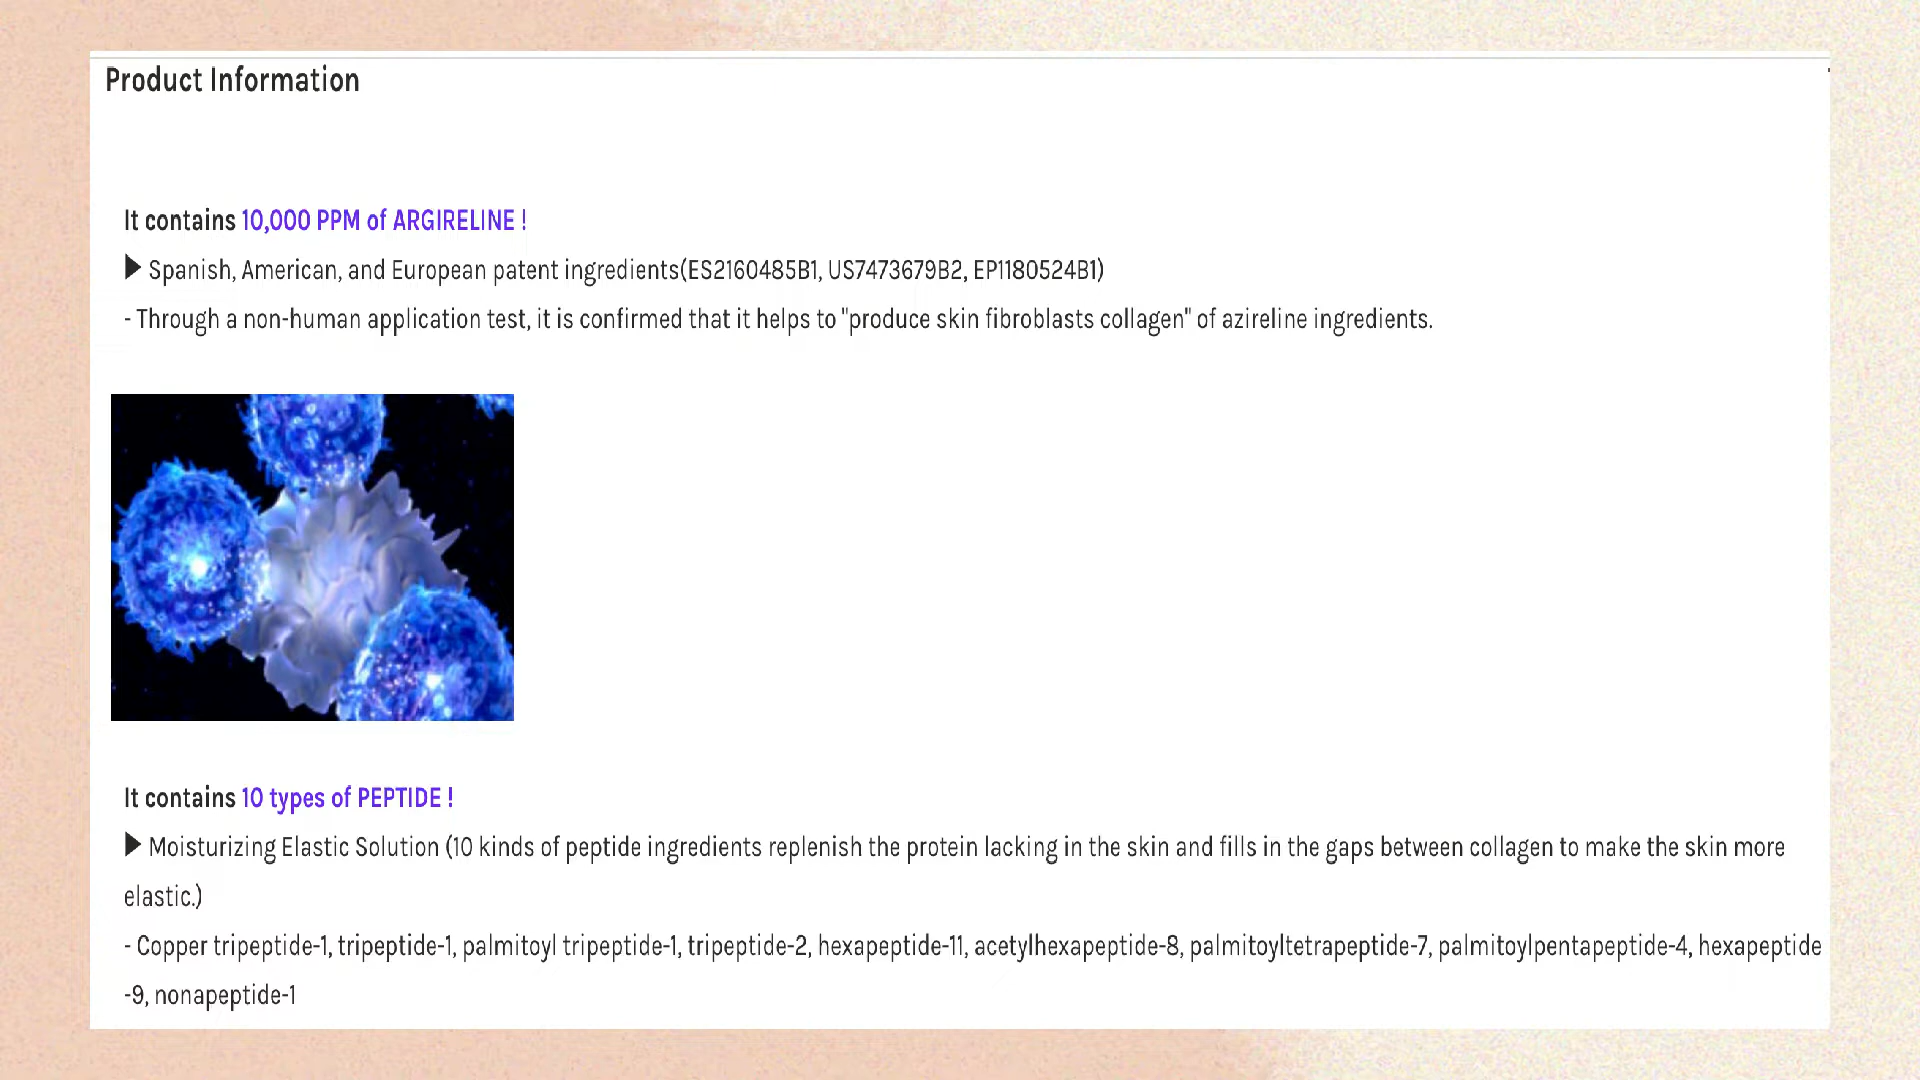 Product Information
It contains 10,000 PPM of ARGIRELINE !
▶ Spanish, American, and European patent ingredients(ES2160485B1, US7473679B2, EP1180524B1)
- Through a non-human application test, it is confirmed that it helps to "produce skin fibroblasts collagen" of azireline ingredients.
It contains 10 types of PEPTIDE !
▶ Moisturizing Elastic Solution (10 kinds of peptide ingredients replenish the protein lacking in the skin and fills in the gaps between collagen to make the skin more
elastic.)
- Copper tripeptide-1, tripeptide-1, palmitoyl tripeptide-1, tripeptide-2, hexapeptide-11, acetylhexapeptide-8, palmitoyltetrapeptide-7, palmitoylpentapeptide-4, hexapeptide
-9, nonapeptide-1